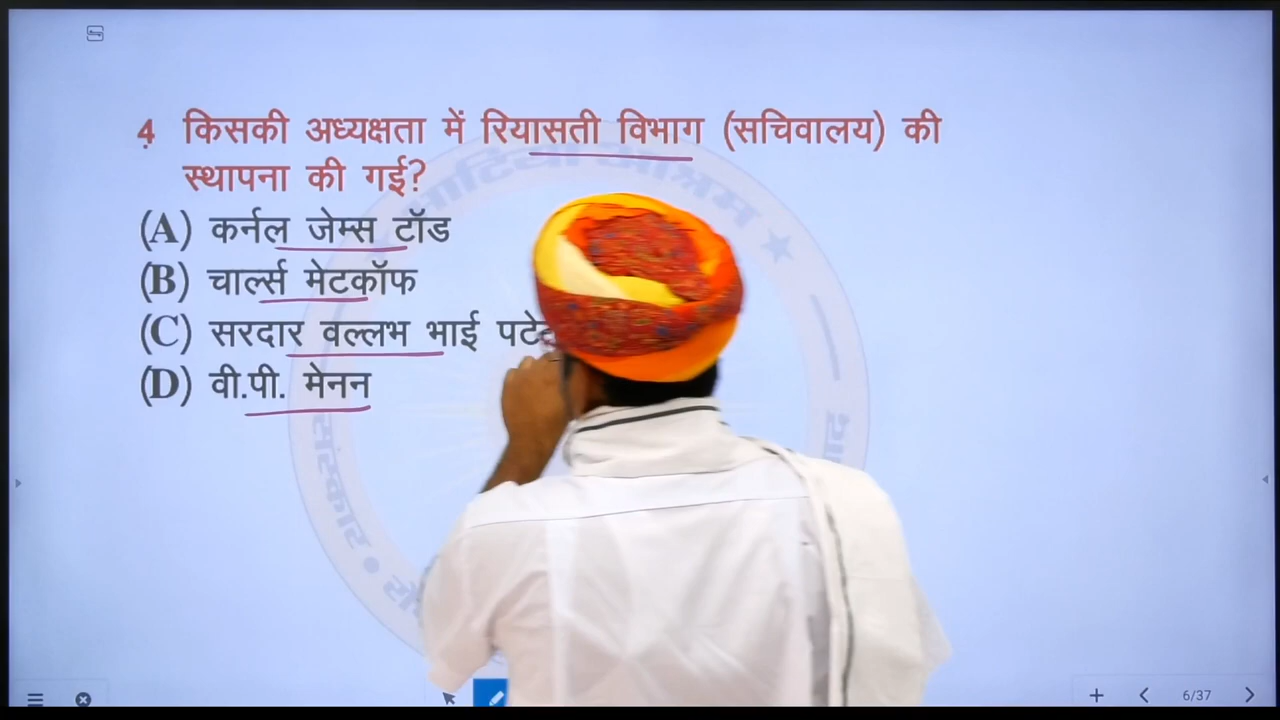 4 किसकी अध्यक्षता में रियासती विभाग (सचिवालय) की
स्थापना की गई?
(A) कर्नल जेम्स टॉड
(B) चार्ल्स मेटकॉफ
(C) सरदार वल्लभ भाई
(D) वी.पी. मेनन
6/37